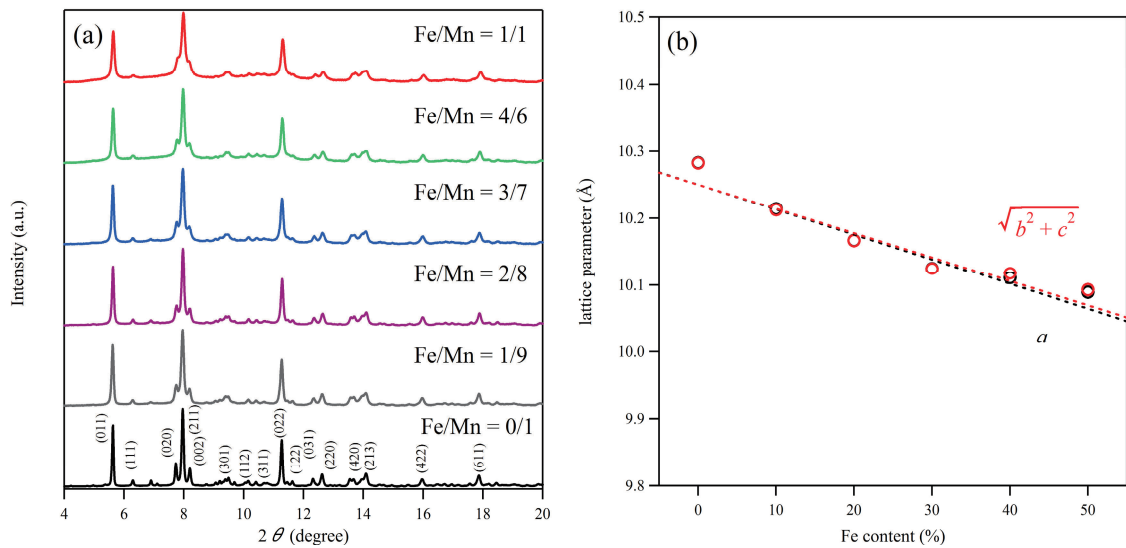 (a)
Fe/Mn = 1/1
Fe/Mn = 4/6
Fe/Mn = 3/7
Fe/Mn = 2/8
Fe/Mn = 1/9
Fe/Mn = 0/1
(011)
(111)
(020)
(211)
(002)
(301)
(112)
(311)
(022)
(122)
(031)
(220)
(420)
(213)
(422)
(611)
Intensity (a.u.)
4 6 8 10 12 14 16 18 20
2 θ (degree)
(b)
10.5
10.4
10.3
10.2
10.1
10.0
9.9
9.8
lattice parameter (Å)
√b² + c²
a
0 10 20 30 40 50
Fe content (%)